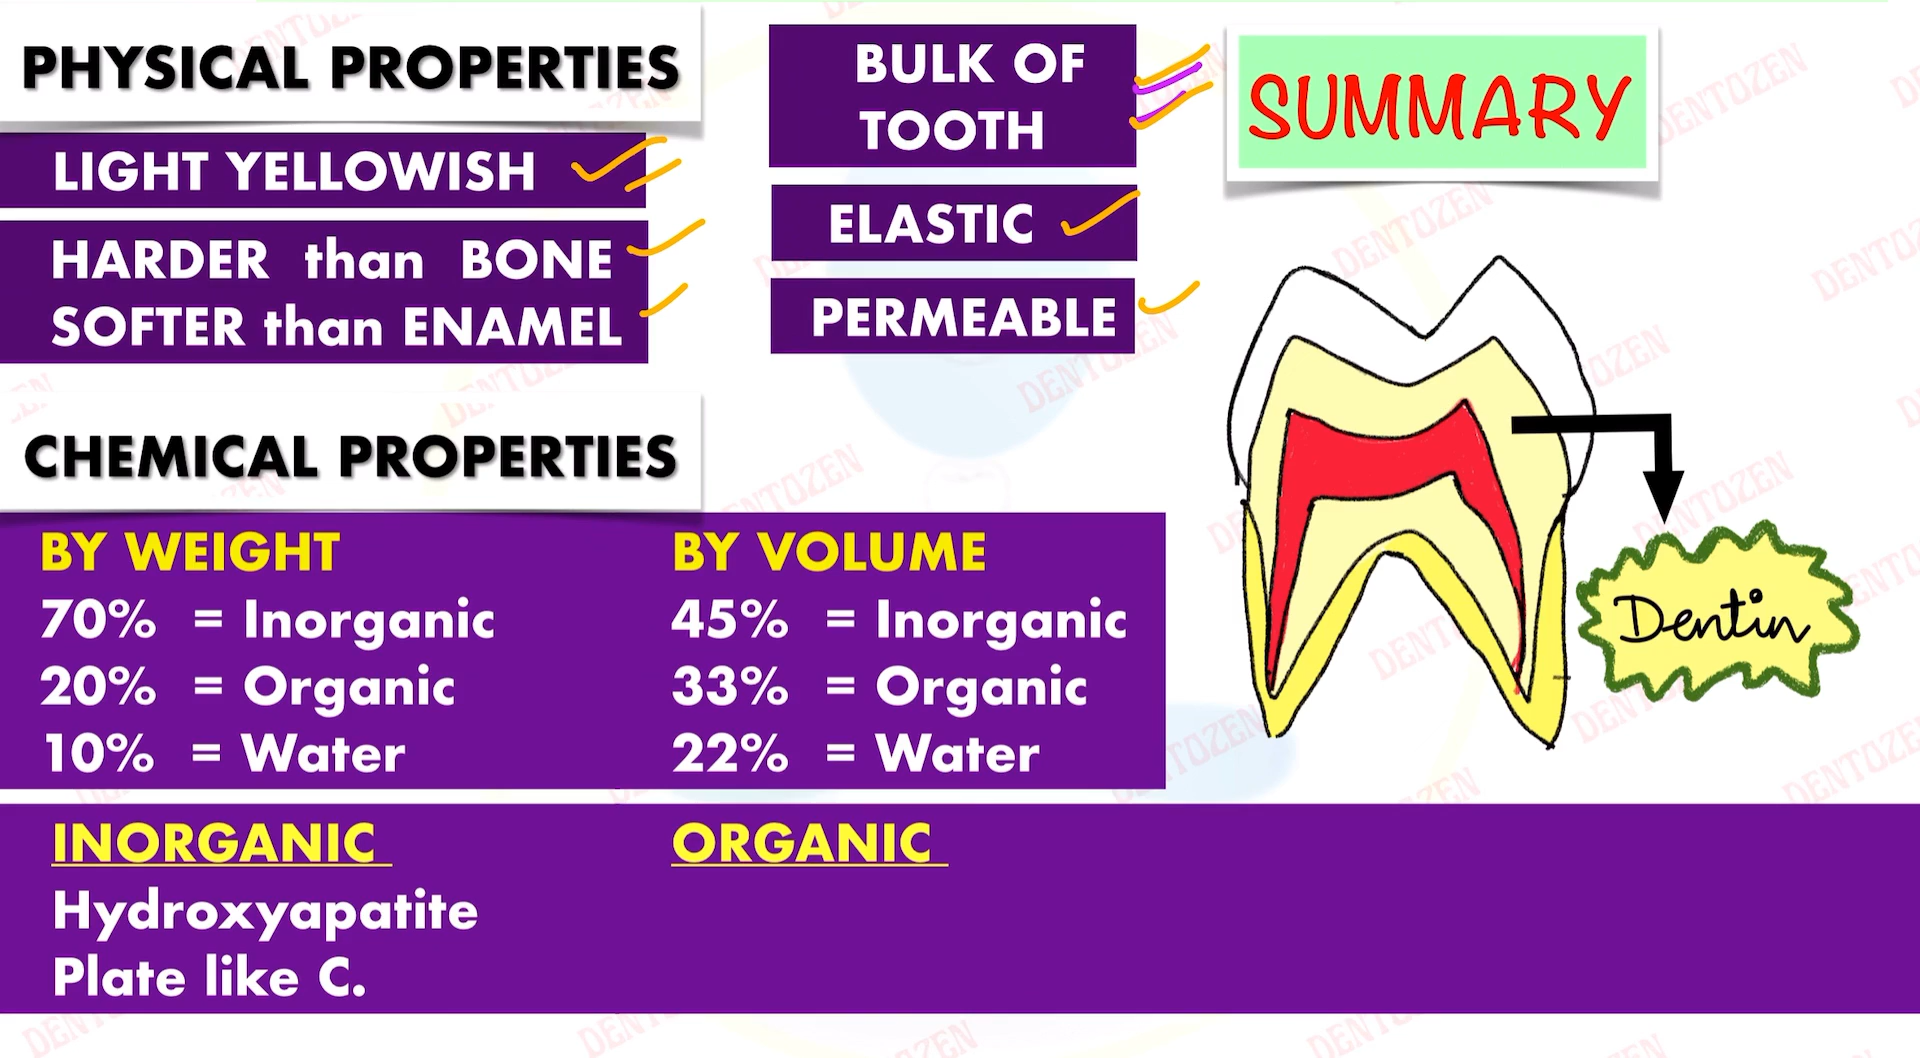 PHYSICAL PROPERTIES
LIGHT YELLOWISH
HARDER than BONE
SOFTER than ENAMEL
BULK OF
TOOTH
ELASTIC
PERMEABLE
SUMMARY
CHEMICAL PROPERTIES
BY WEIGHT
70% = Inorganic
20% = Organic
10% = Water
BY VOLUME
45% = Inorganic
33% = Organic
22% = Water
Dentin
INORGANIC
Hydroxyapatite
Plate like C.
ORGANIC
DENTOZEN